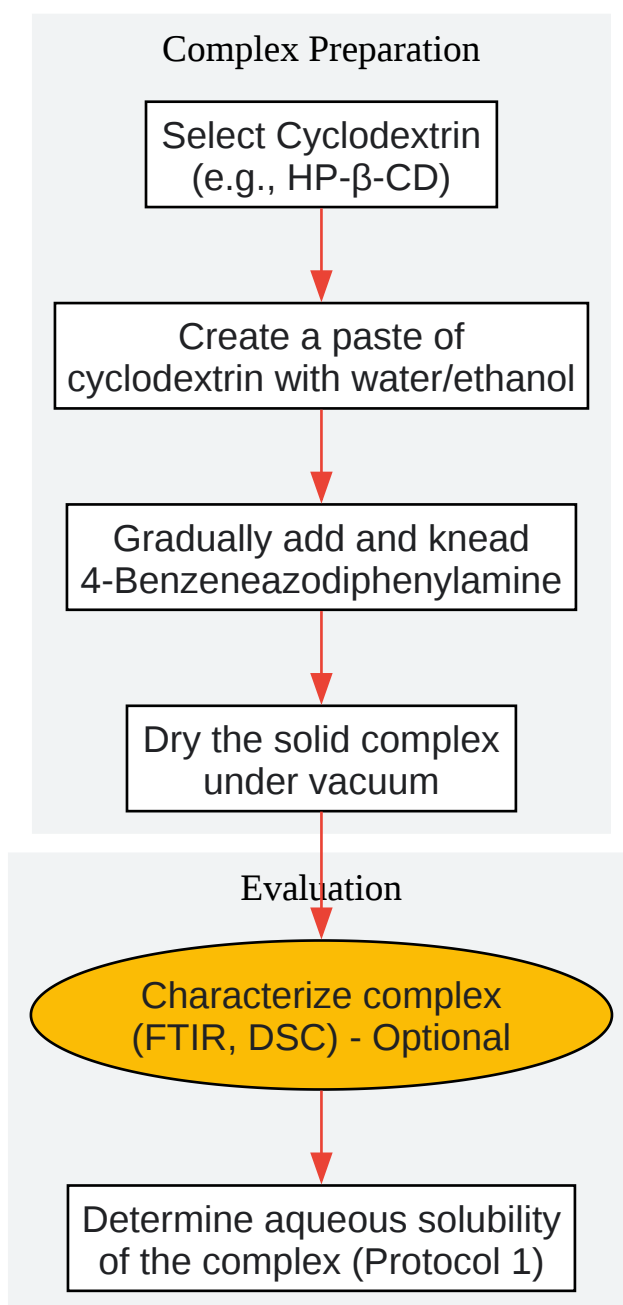 Complex Preparation
Select Cyclodextrin
(e.g., HP-β-CD)
Create a paste of
cyclodextrin with water/ethanol
Gradually add and knead
4-Benzeneazodiphenylamine
Dry the solid complex
under vacuum
Evaluation
Characterize complex
(FTIR, DSC) - Optional
Determine aqueous solubility
of the complex (Protocol 1)